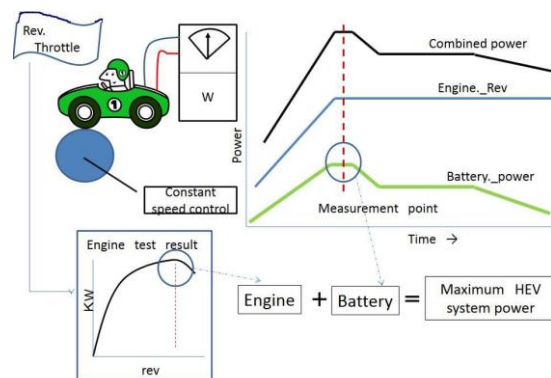 Rev.
Throttle
W
1
Constant
speed control
Power
Combined power
Engine._Rev
Battery._power
Measurement point
Time →
Engine test result
KW
rev
Engine + Battery = Maximum HEV
system power